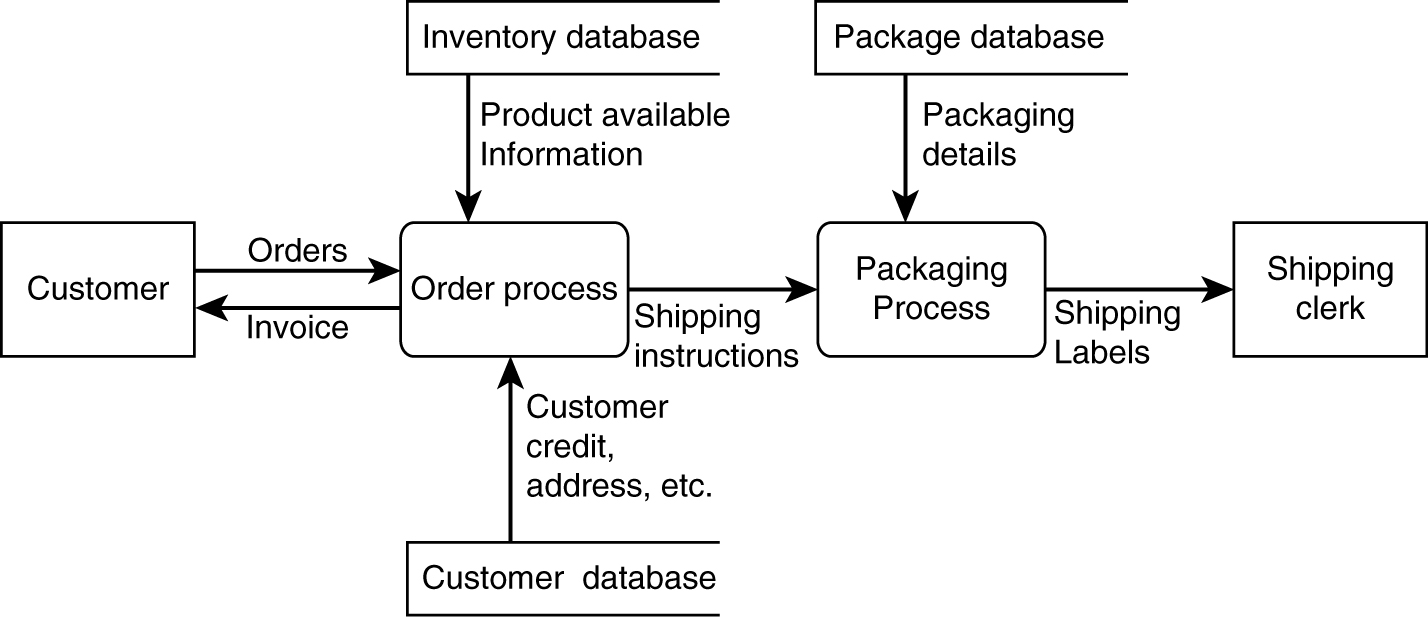 Inventory database
Package database
Product available
Information
Packaging
details
Customer
Orders
Invoice
Order process
Shipping
instructions
Packaging
Process
Shipping
Labels
Shipping
clerk
Customer
credit,
address, etc.
Customer database